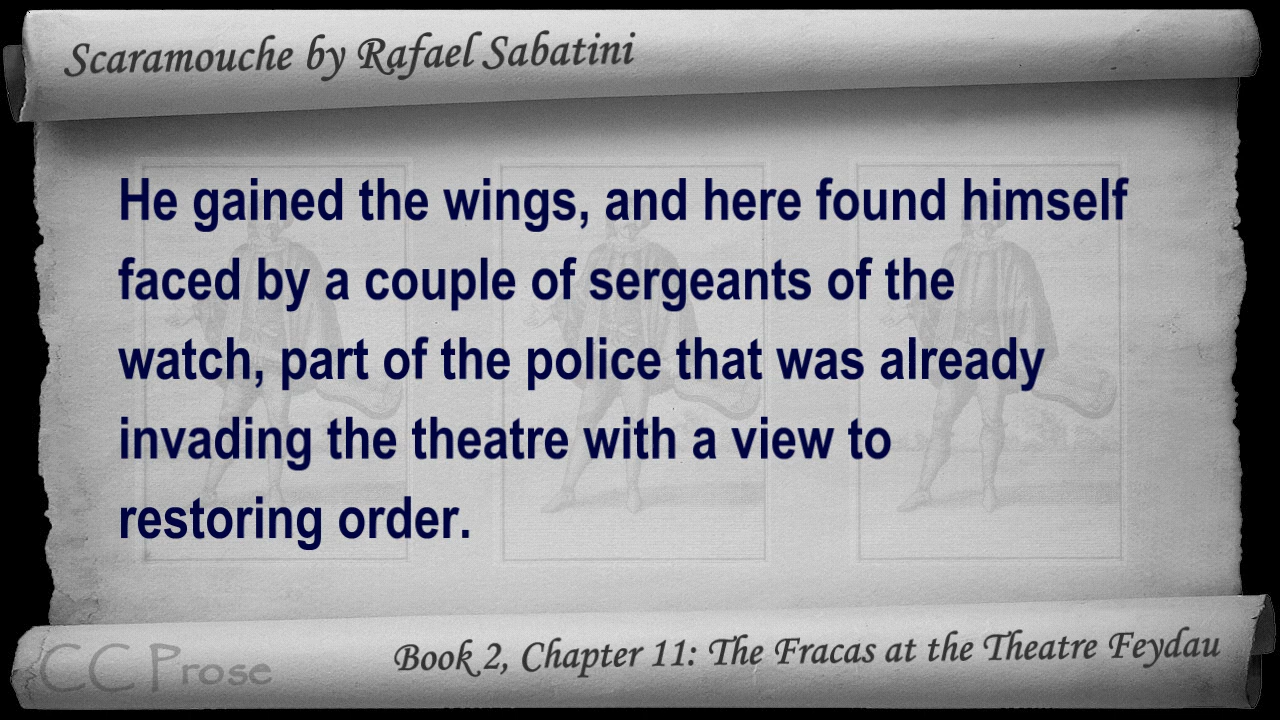 Scaramouche by Rafael Sabatini
He gained the wings, and here found himself
faced by a couple of sergeants of the
watch, part of the police that was already
invading the theatre with a view to
restoring order.
CC Prose
Book 2, Chapter 11: The Fracas at the Theatre Feydau